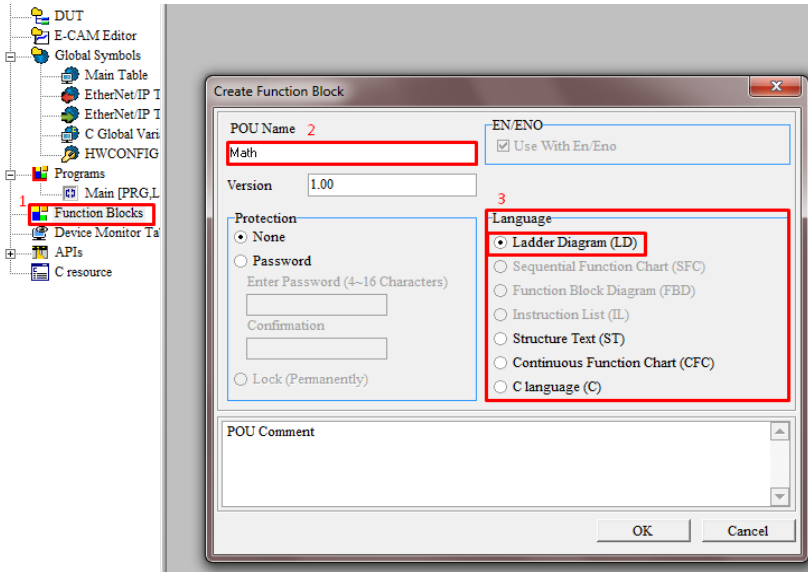 DUT
E-CAM Editor
Global Symbols
Main Table
EtherNet/IP T
EtherNet/IP T
C Global Vari
HWCONFIG
Programs
Main [PRG,L
1
Function Blocks
Device Monitor Ta
APIs
C resource
Create Function Block
POU Name 2
Math
Version 1.00
EN/ENO
Use With En/Eno
Protection
None
Password
Enter Password (4~16 Characters)
Confirmation
Lock (Permanently)
3
Language
Ladder Diagram (LD)
Sequential Function Chart (SFC)
Function Block Diagram (FBD)
Instruction List (IL)
Structure Text (ST)
Continuous Function Chart (CFC)
C language (C)
POU Comment
OK Cancel